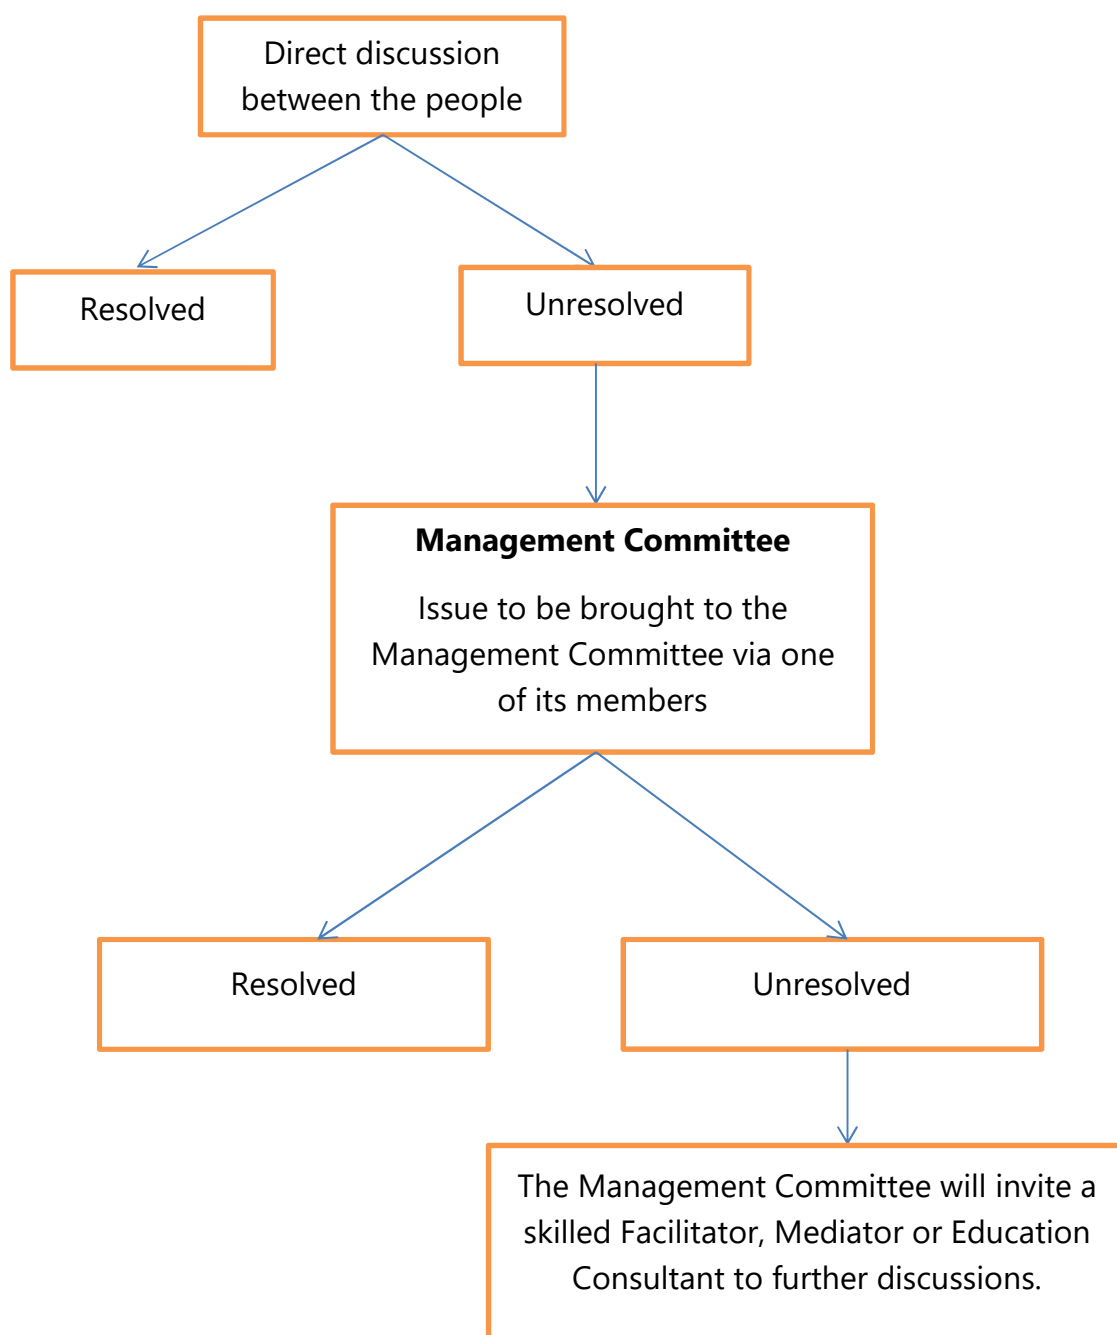 Direct discussion
between the people
Resolved
Unresolved
Management Committee
Issue to be brought to the
Management Committee via one
of its members
Resolved
Unresolved
The Management Committee will invite a
skilled Facilitator, Mediator or Education
Consultant to further discussions.